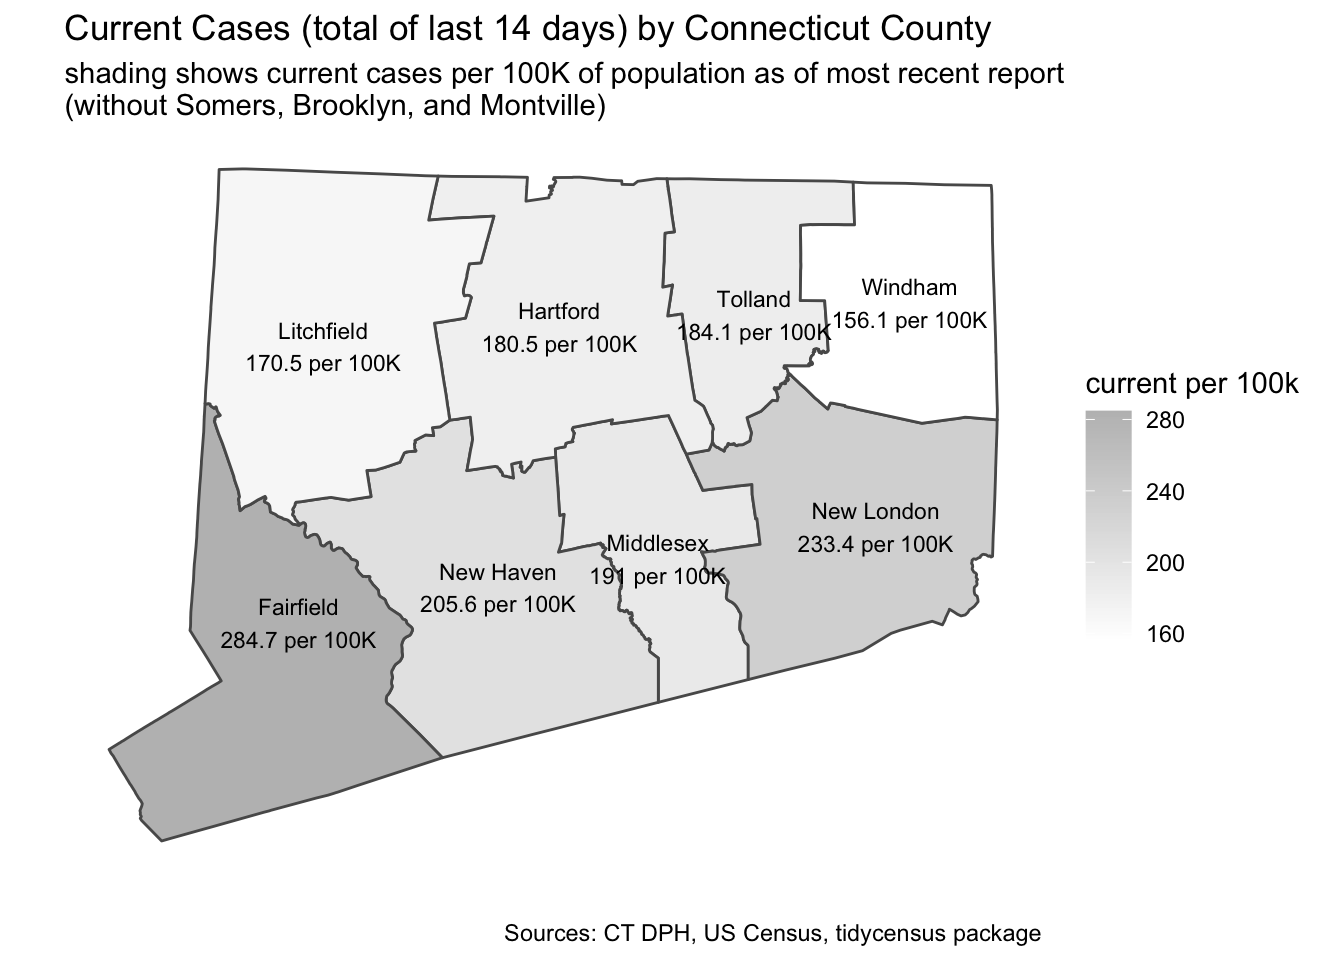 Current Cases (total of last 14 days) by Connecticut County
shading shows current cases per 100K of population as of most recent report
(without Somers, Brooklyn, and Montville)
Litchfield
170.5 per 100K
Hartford
180.5 per 100K
Tolland
184.1 per 100K
Windham
156.1 per 100K
Fairfield
284.7 per 100K
New Haven
205.6 per 100K
Middlesex
191 per 100K
New London
233.4 per 100K
current per 100k
280
240
200
160
Sources: CT DPH, US Census, tidycensus package